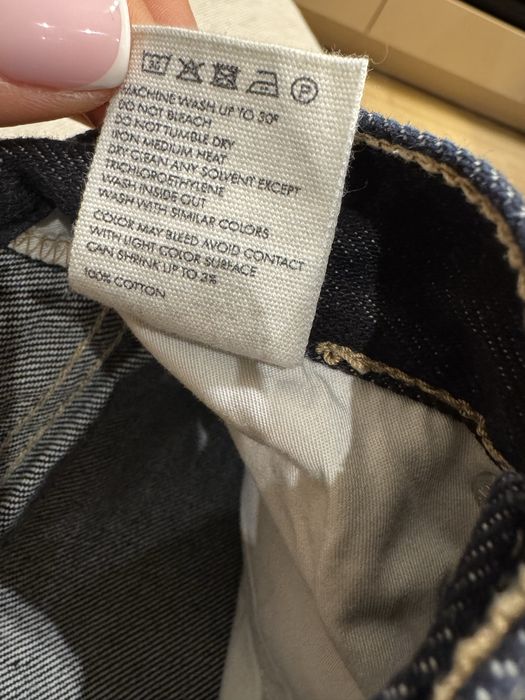 30
P
MACHINE WASH UP TO 30°
DO NOT BLEACH
DO NOT TUMBLE DRY
IRON MEDIUM HEAT
DRY CLEAN ANY SOLVENT EXCEPT
TRICHLOROETHYLENE
WASH INSIDE OUT
WASH WITH SIMILAR COLORS
COLOR MAY BLEED AVOID CONTACT
WITH LIGHT COLOR SURFACE
CAN SHRINK UP TO 3%
100% COTTON